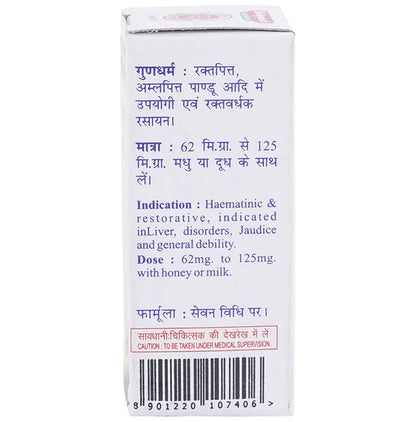 गुणधर्म : रक्तपित्त,
अम्लपित्त पाण्डू आदि में
उपयोगी एवं रक्तवर्धक
रसायन।
मात्रा : 62 मि.ग्रा. से 125
मि.ग्रा. मधु या दूध के साथ
लें।
Indication : Haematinic &
restorative, indicated
inLiver, disorders, Jaudice
and general debility.
Dose : 62mg. to 125mg.
with honey or milk.
फार्मूला : सेवन विधि पर।
सावधानी:चिकित्सक की देखरेख में लें
CAUTION : TO BE TAKEN UNDER MEDICAL SUPERVISION
8 901220 107406 >